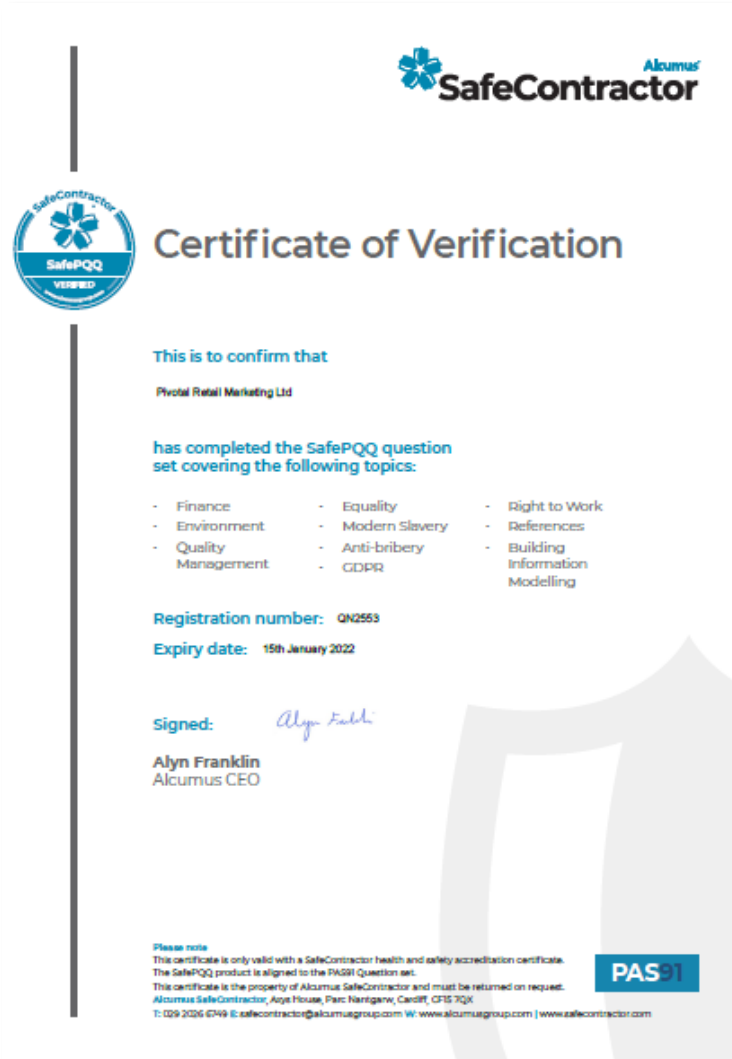 Alcumus
SafeContractor
SafeContractor
SafePQQ
VERIFIED
Certificate of Verification
This is to confirm that
Pivotal Retail Marketing Ltd
has completed the SafePQQ question
set covering the following topics:
- Finance
- Environment
- Quality
Management
- Equality
- Modern Slavery
- Anti-bribery
- GDPR
- Right to Work
- References
- Building
Information
Modelling
Registration number: QN2553
Expiry date: 15th January 2022
Signed:
Alyn Franklin
Alcumus CEO
Please note
This certificate is only valid with a SafeContractor health and safety accreditation certificate.
The SafePQQ product is aligned to the PAS91 Question set.
This certificate is the property of Alcumus SafeContractor and must be returned on request.
Alcumus SafeContractor, Axys House, Parc Nantgarw, Cardiff, CF15 7QX
T: 029 2026 6749 E: safecontractor@alcumusgroup.com W: www.alcumusgroup.com | www.safecontractor.com
PAS91